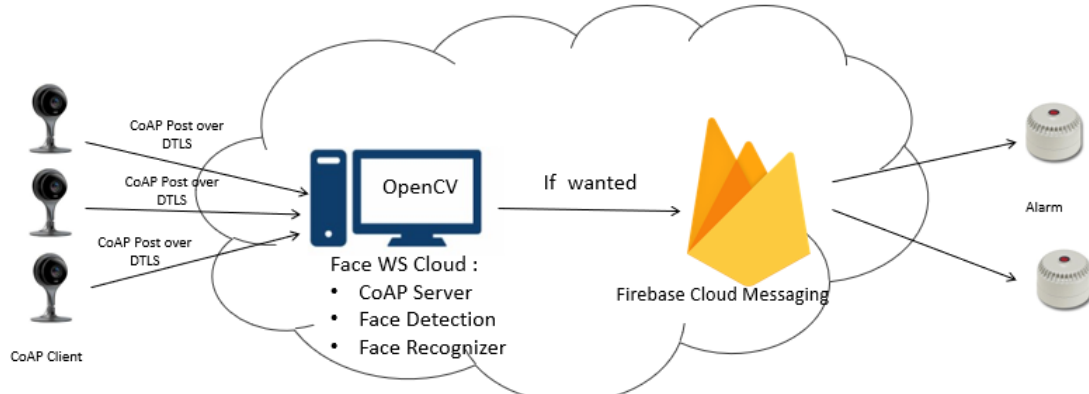 CoAP Post over
DTLS
CoAP Post over
DTLS
CoAP Post over
DTLS
CoAP Client
OpenCV
Face WS Cloud :
• CoAP Server
• Face Detection
• Face Recognizer
If wanted
Firebase Cloud Messaging
Alarm